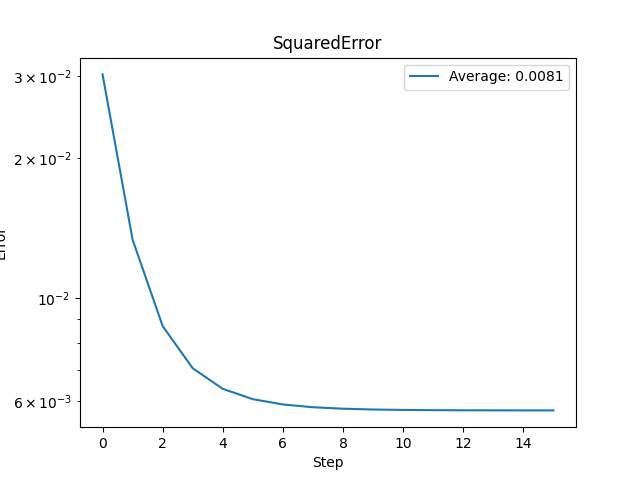 SquaredError
Average: 0.0081
3 × 10⁻²
2 × 10⁻²
10⁻²
6 × 10⁻³
Error
0 2 4 6 8 10 12 14
Step